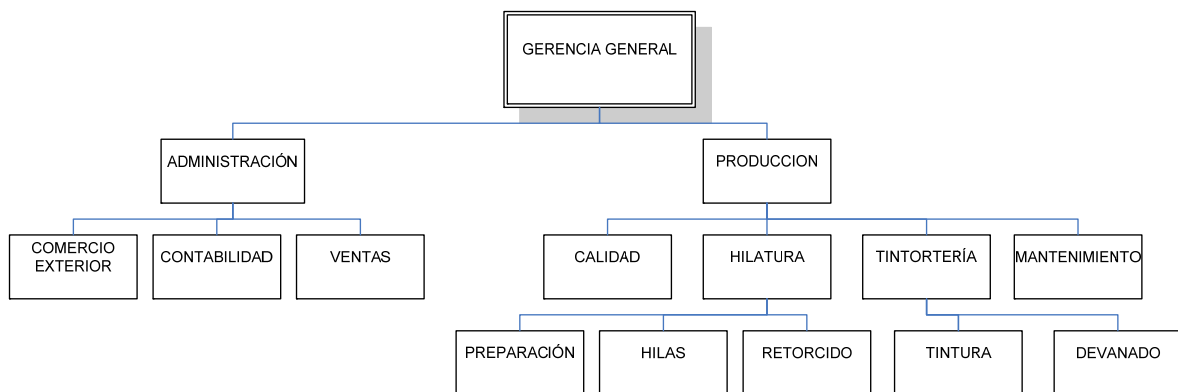 GERENCIA GENERAL
ADMINISTRACIÓN
PRODUCCION
COMERCIO
EXTERIOR
CONTABILIDAD
VENTAS
CALIDAD
HILATURA
TINTORTERÍA
MANTENIMIENTO
PREPARACIÓN
HILAS
RETORCIDO
TINTURA
DEVANADO